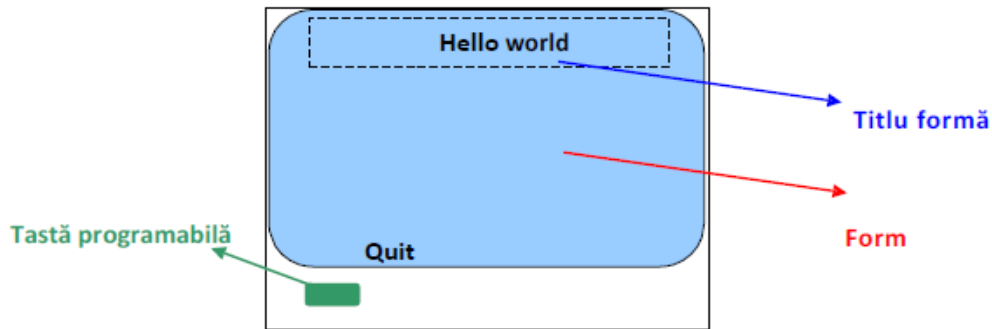 Hello world
Titlu formă
Tastă programabilă
Form
Quit